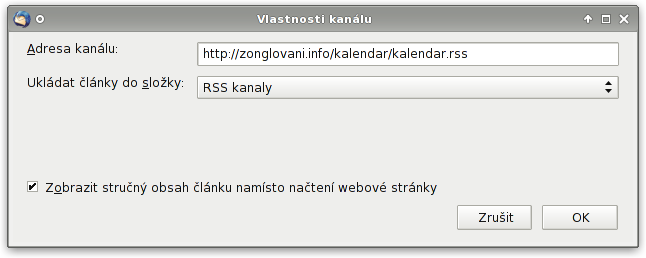 Vlastnosti kanálu
Adresa kanálu: http://zonglovani.info/kalendar/kalendar.rss
Ukládat články do složky: RSS kanaly
Zobrazit stručný obsah článku namísto načtení webové stránky
Zrušit OK